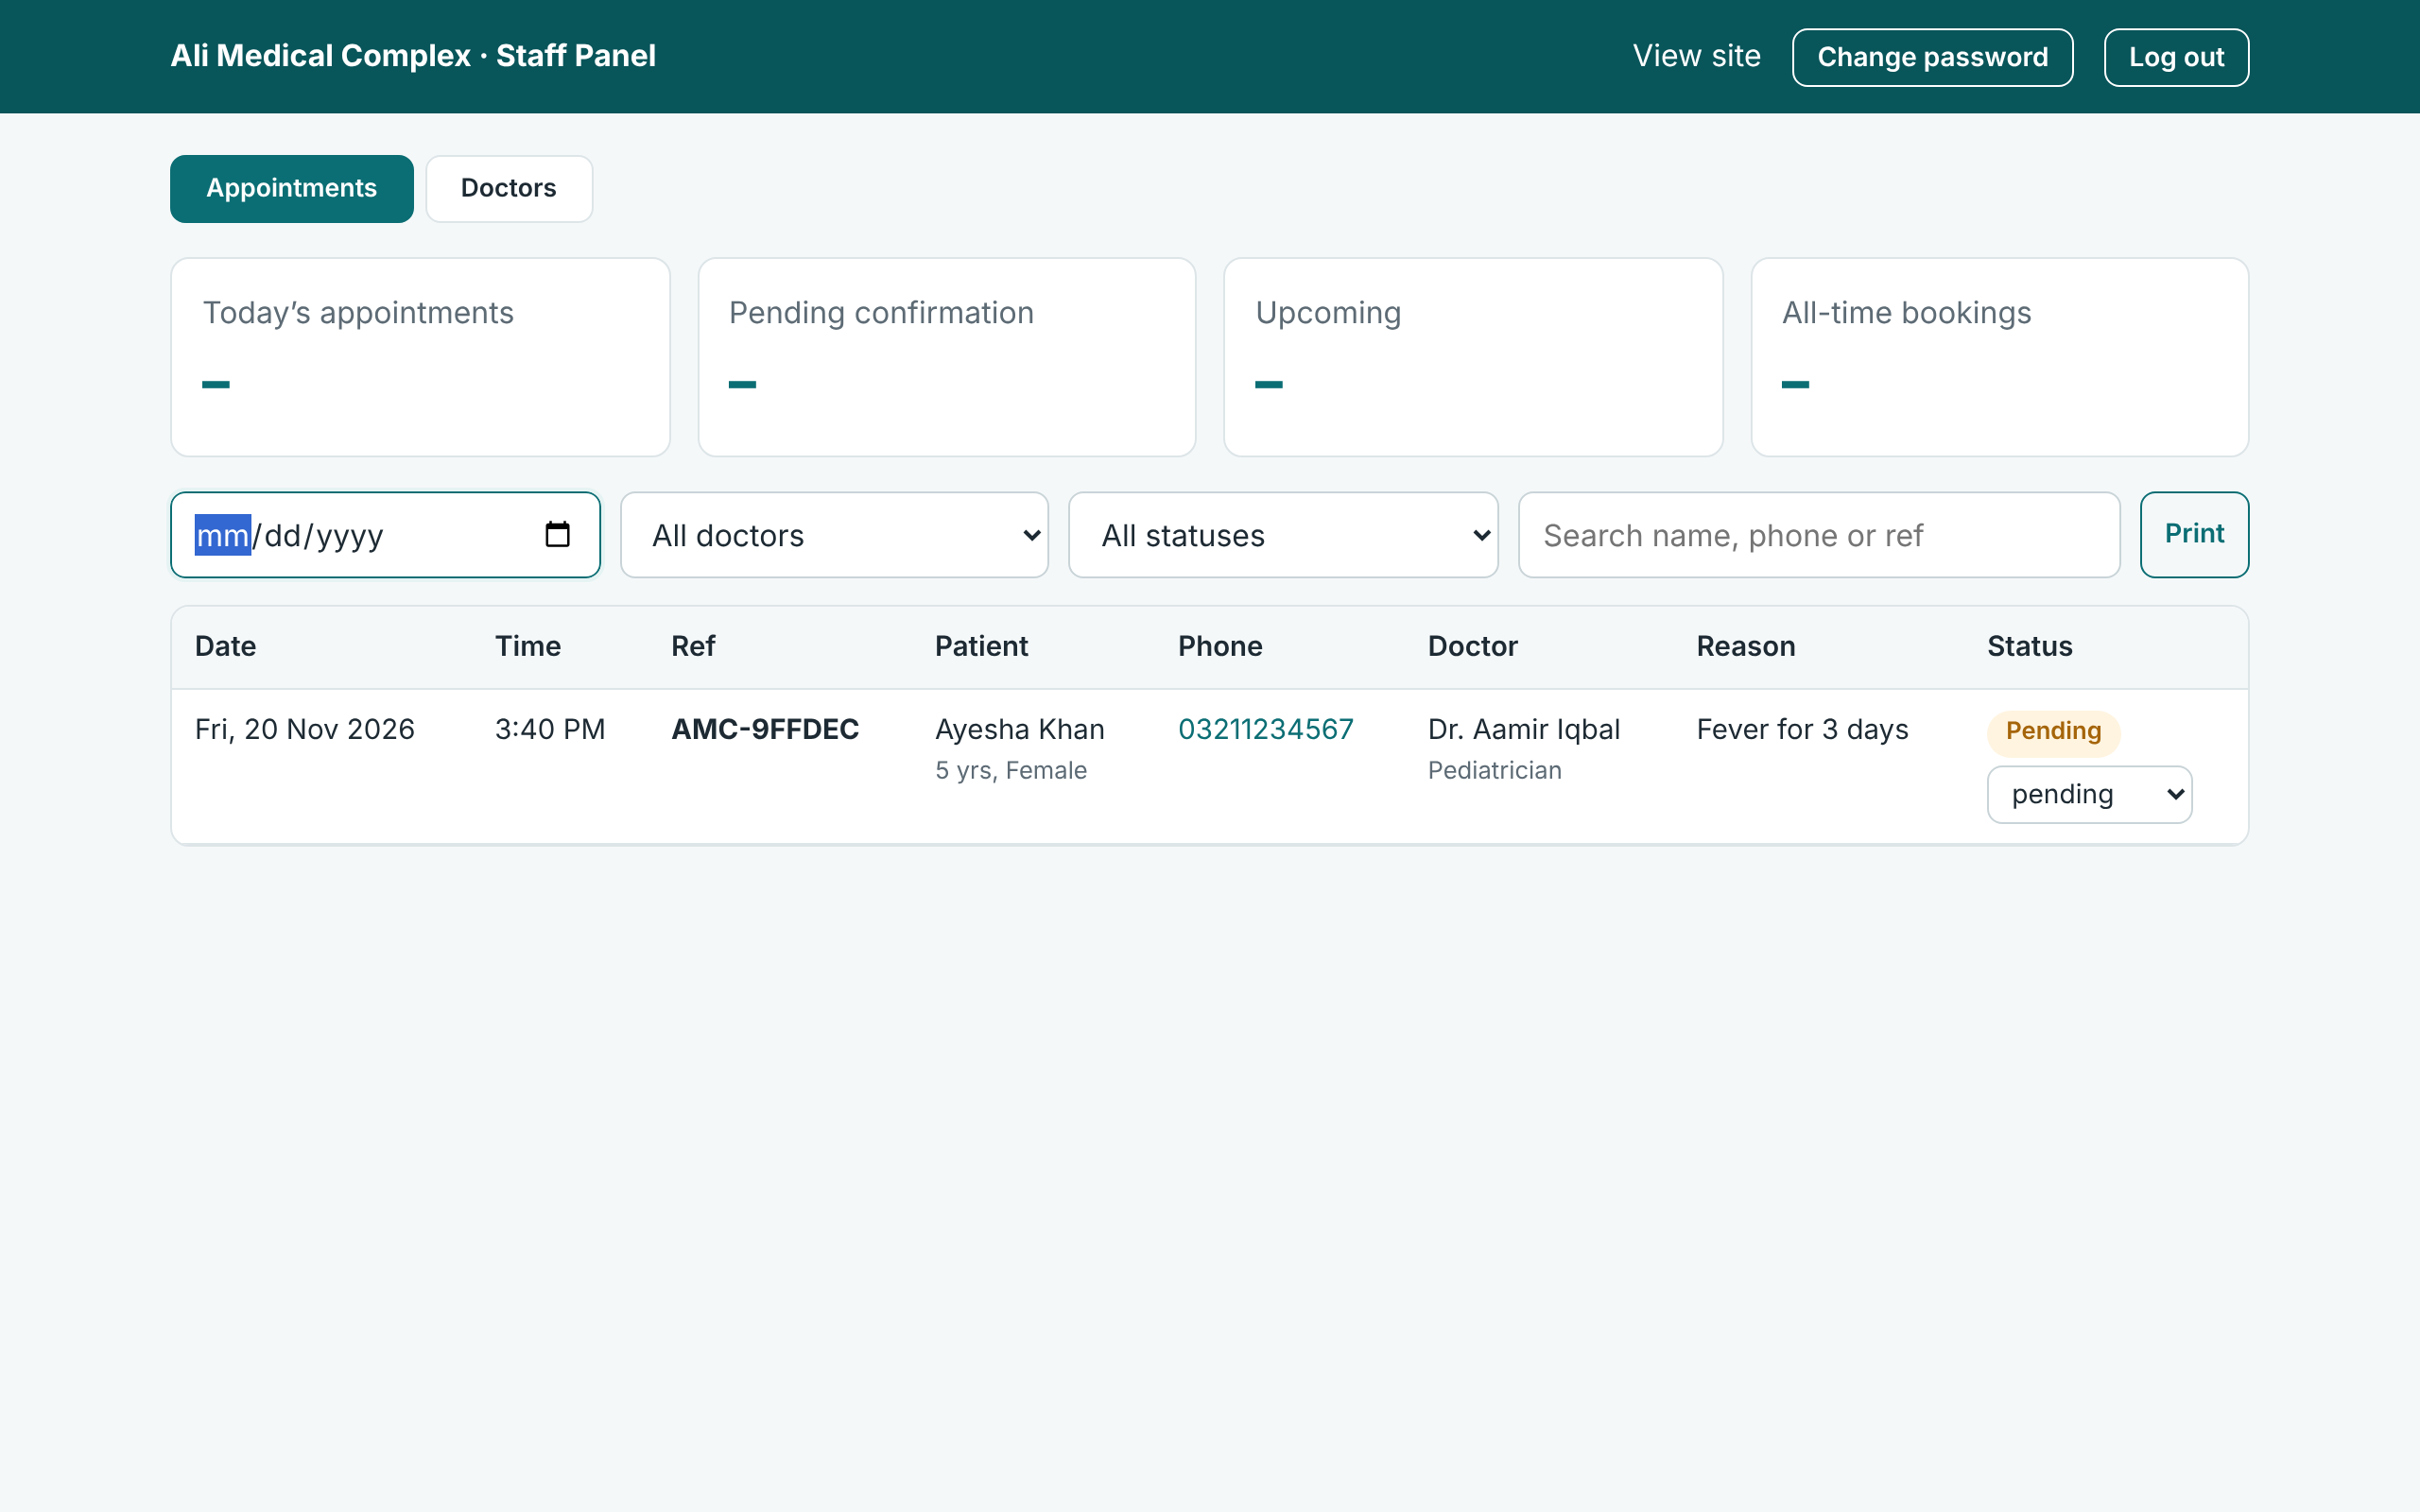 Ali Medical Complex · Staff Panel
View site
Change password
Log out
Appointments
Doctors
Today’s appointments
–
Pending confirmation
–
Upcoming
–
All-time bookings
–
mm/dd/yyyy
All doctors
All statuses
Search name, phone or ref
Print
Date Time Ref Patient Phone Doctor Reason Status
Fri, 20 Nov 2026 3:40 PM AMC-9FFDEC Ayesha Khan 03211234567 Dr. Aamir Iqbal Fever for 3 days Pending
5 yrs, Female Pediatrician
pending